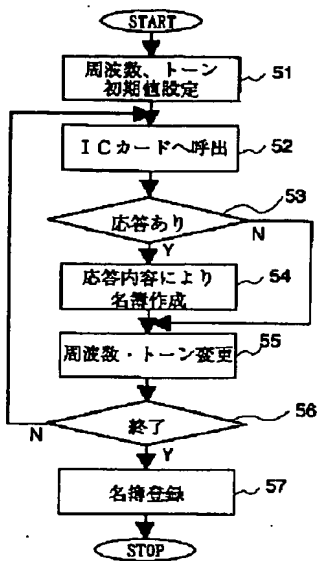 START
周波数、トーン
初期値設定
51
ICカードへ呼出
52
53
応答あり
N
Y
応答内容により
名簿作成
54
55
周波数・トーン変更
56
終了
N
Y
名簿登録
57
STOP